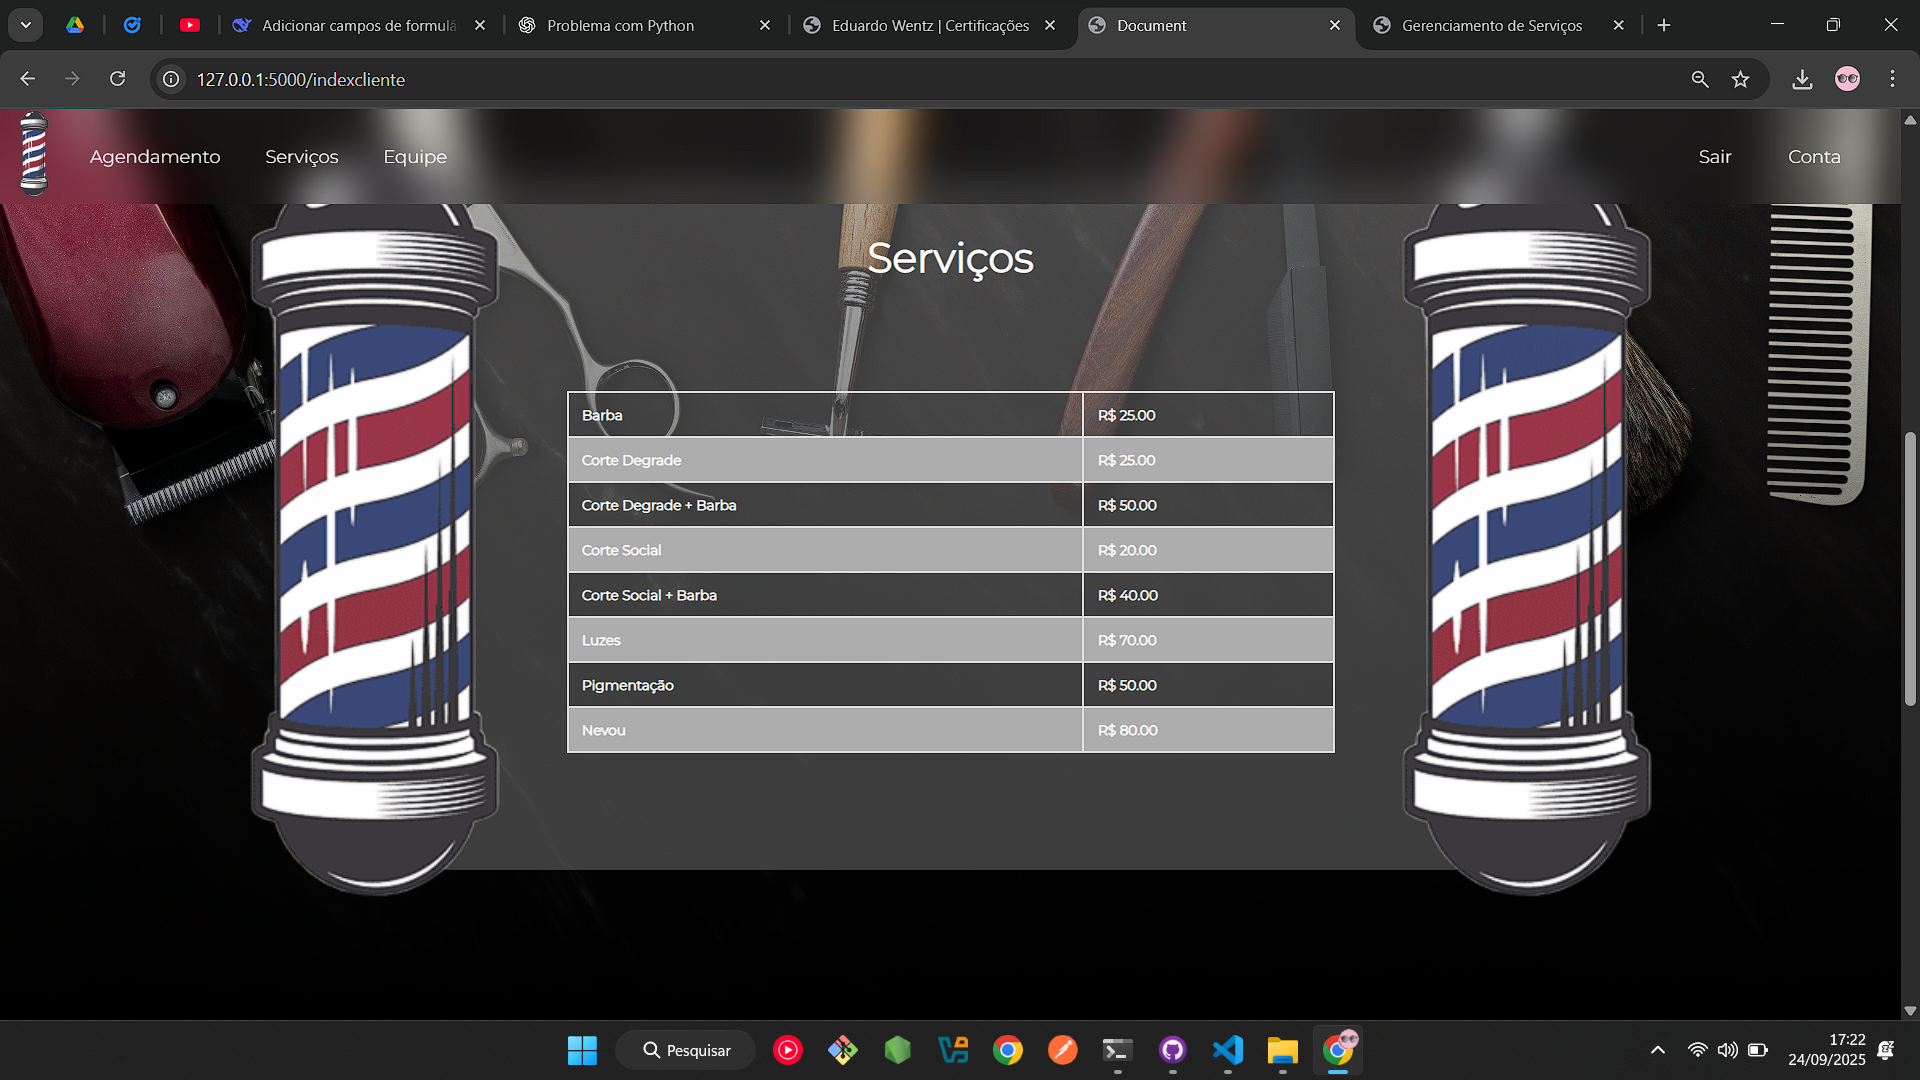 Adicionar campos de formulá
Problema com Python
Eduardo Wentz | Certificações
Document
Gerenciamento de Serviços
127.0.0.1:5000/indexcliente
Agendamento
Serviços
Equipe
Sair
Conta
Serviços
Barba R$ 25.00
Corte Degrade R$ 25.00
Corte Degrade + Barba R$ 50.00
Corte Social R$ 20.00
Corte Social + Barba R$ 40.00
Luzes R$ 70.00
Pigmentação R$ 50.00
Nevou R$ 80.00
Pesquisar
17:22
24/09/2025